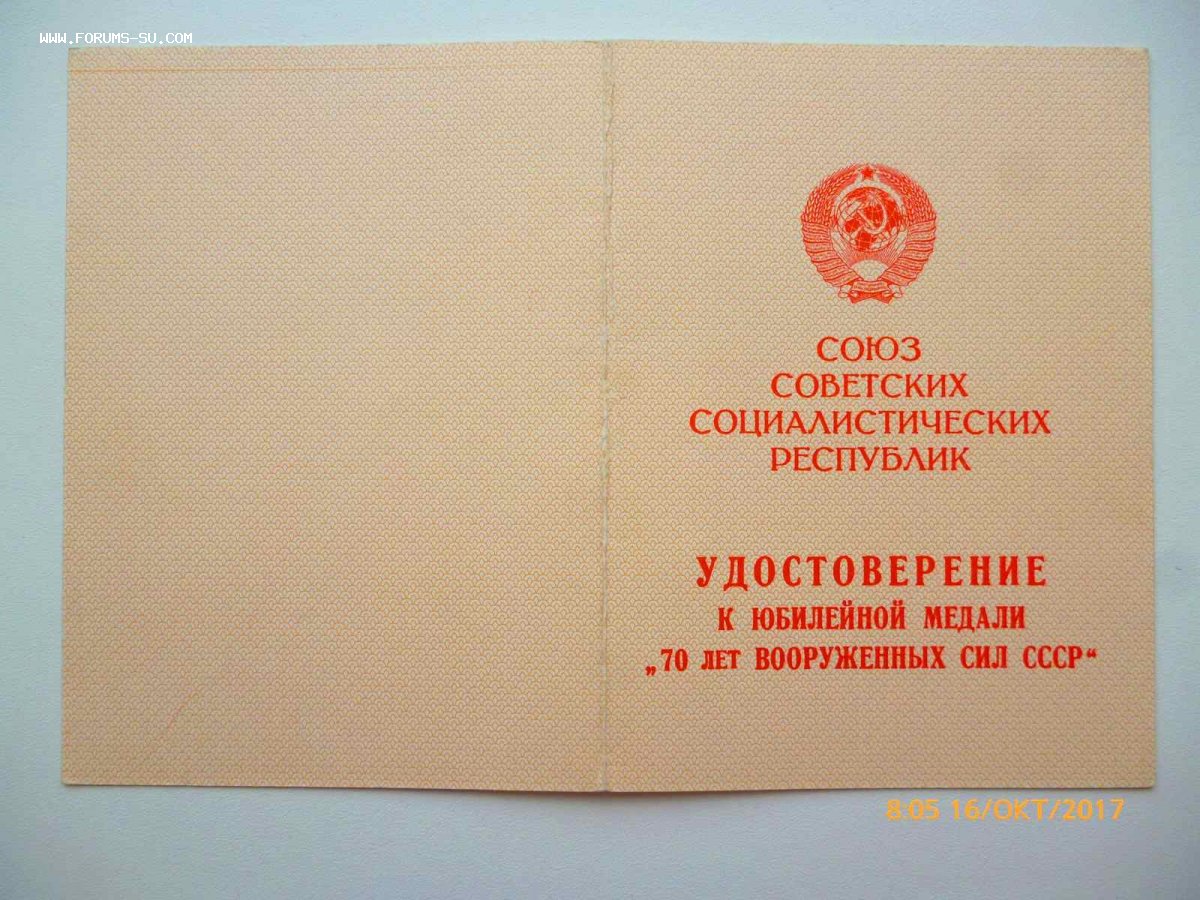 WWW.FORUMS-SU.COM
СОЮЗ
СОВЕТСКИХ
СОЦИАЛИСТИЧЕСКИХ
РЕСПУБЛИК
УДОСТОВЕРЕНИЕ
К ЮБИЛЕЙНОЙ МЕДАЛИ
„70 ЛЕТ ВООРУЖЕННЫХ СИЛ СССР“
8:05 16/ОКТ/2017